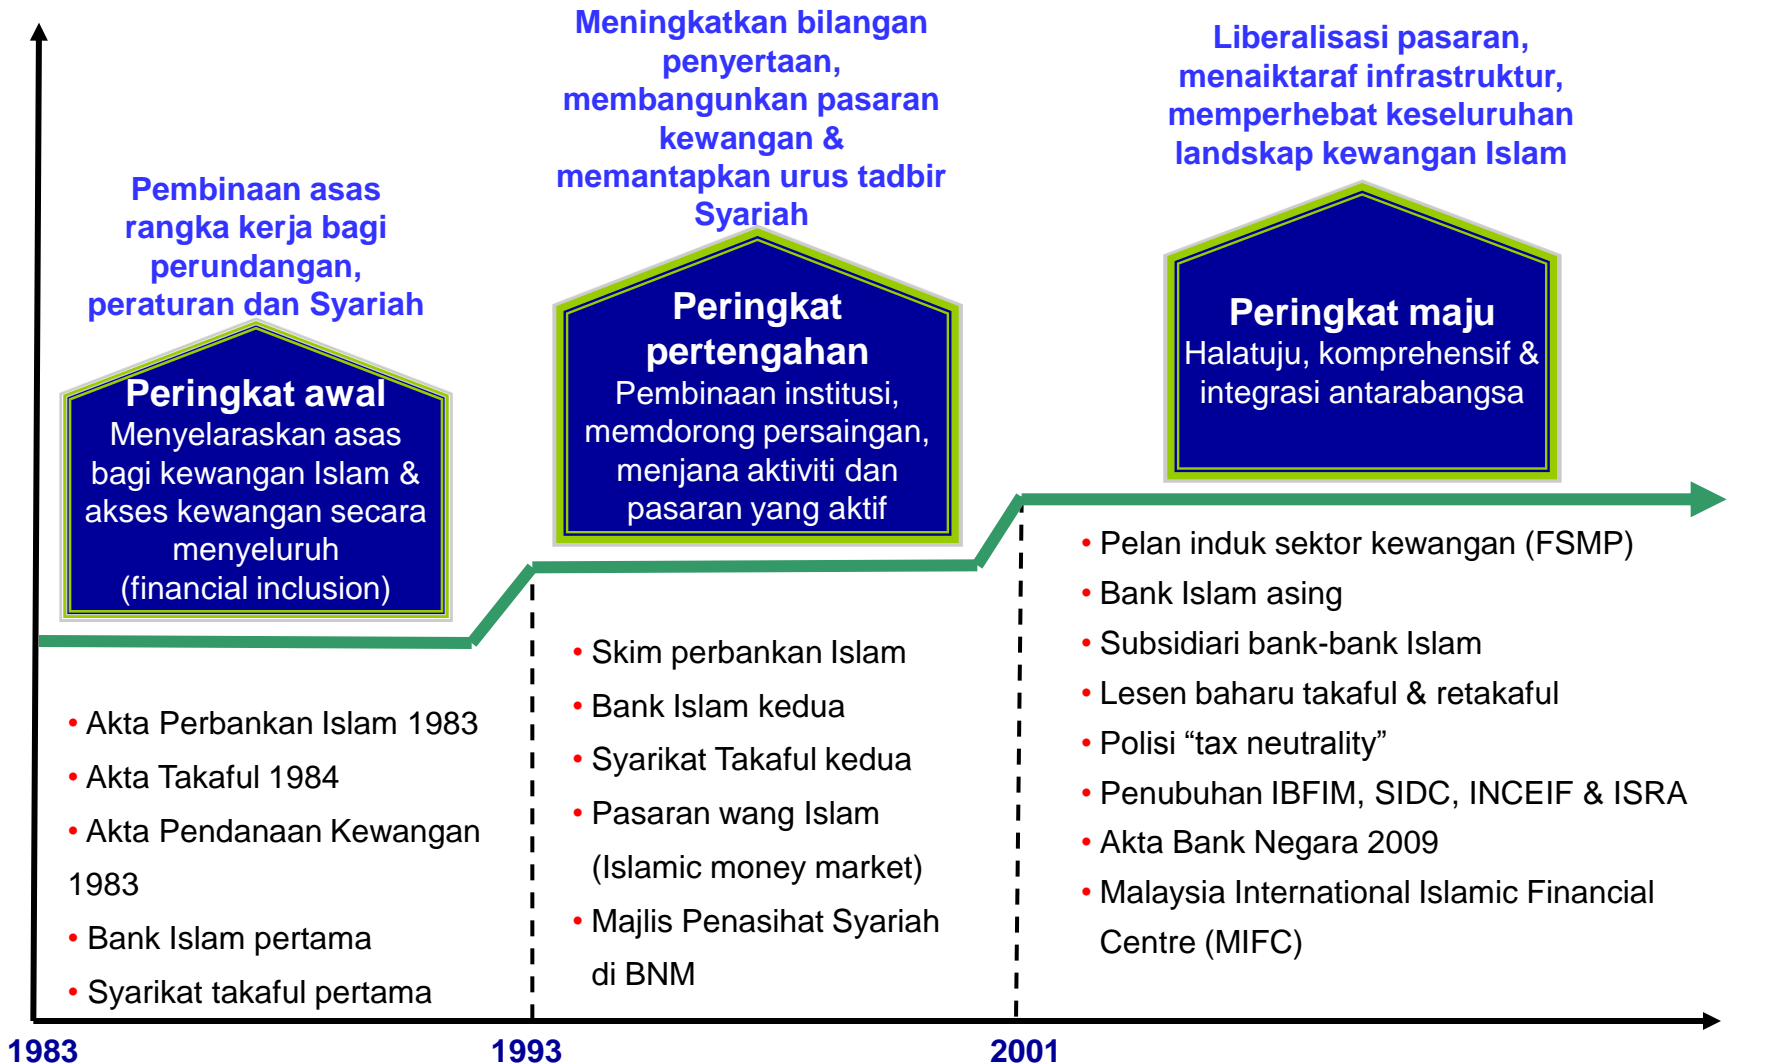 Pembinaan asas
rangka kerja bagi
perundangan,
peraturan dan Syariah
Peringkat awal
Menyelaraskan asas
bagi kewangan Islam &
akses kewangan secara
menyeluruh
(financial inclusion)
• Akta Perbankan Islam 1983
• Akta Takaful 1984
• Akta Pendanaan Kewangan
1983
• Bank Islam pertama
• Syarikat takaful pertama
Meningkatkan bilangan
penyertaan,
membangunkan pasaran
kewangan &
memantapkan urus tadbir
Syariah
Peringkat
pertengahan
Pembinaan institusi,
memdorong persaingan,
menjana aktiviti dan
pasaran yang aktif
• Skim perbankan Islam
• Bank Islam kedua
• Syarikat Takaful kedua
• Pasaran wang Islam
(Islamic money market)
• Majlis Penasihat Syariah
di BNM
Liberalisasi pasaran,
menaiktaraf infrastruktur,
memperhebat keseluruhan
landskap kewangan Islam
Peringkat maju
Halatuju, komprehensif &
integrasi antarabangsa
• Pelan induk sektor kewangan (FSMP)
• Bank Islam asing
• Subsidiari bank-bank Islam
• Lesen baharu takaful & retakaful
• Polisi “tax neutrality”
• Penubuhan IBFIM, SIDC, INCEIF & ISRA
• Akta Bank Negara 2009
• Malaysia International Islamic Financial
Centre (MIFC)
1983
1993
2001